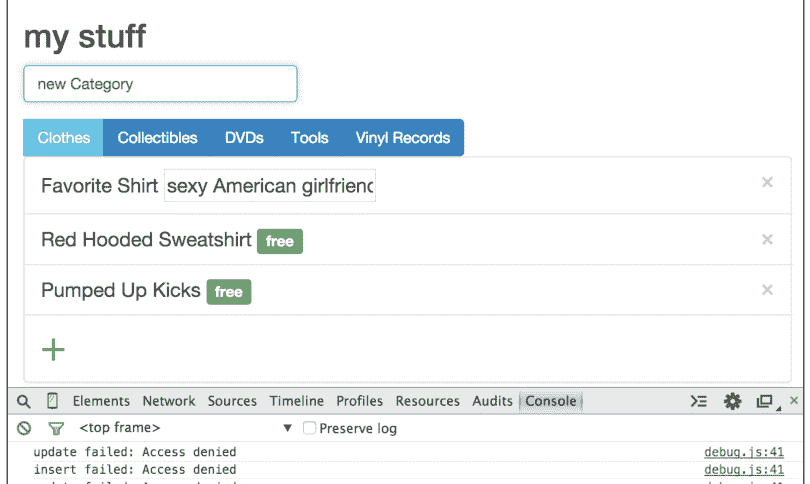 my stuff
new Category
Clothes Collectibles DVDs Tools Vinyl Records
Favorite Shirt sexy American ×
Red Hooded Sweatshirt free ×
Pumped Up Kicks free ×
+
Elements Network Sources Timeline Profiles Resources Audits Console ×
<top frame> ▼ Preserve log
update failed: Access denied debug.js:41
insert failed: Access denied debug.js:41